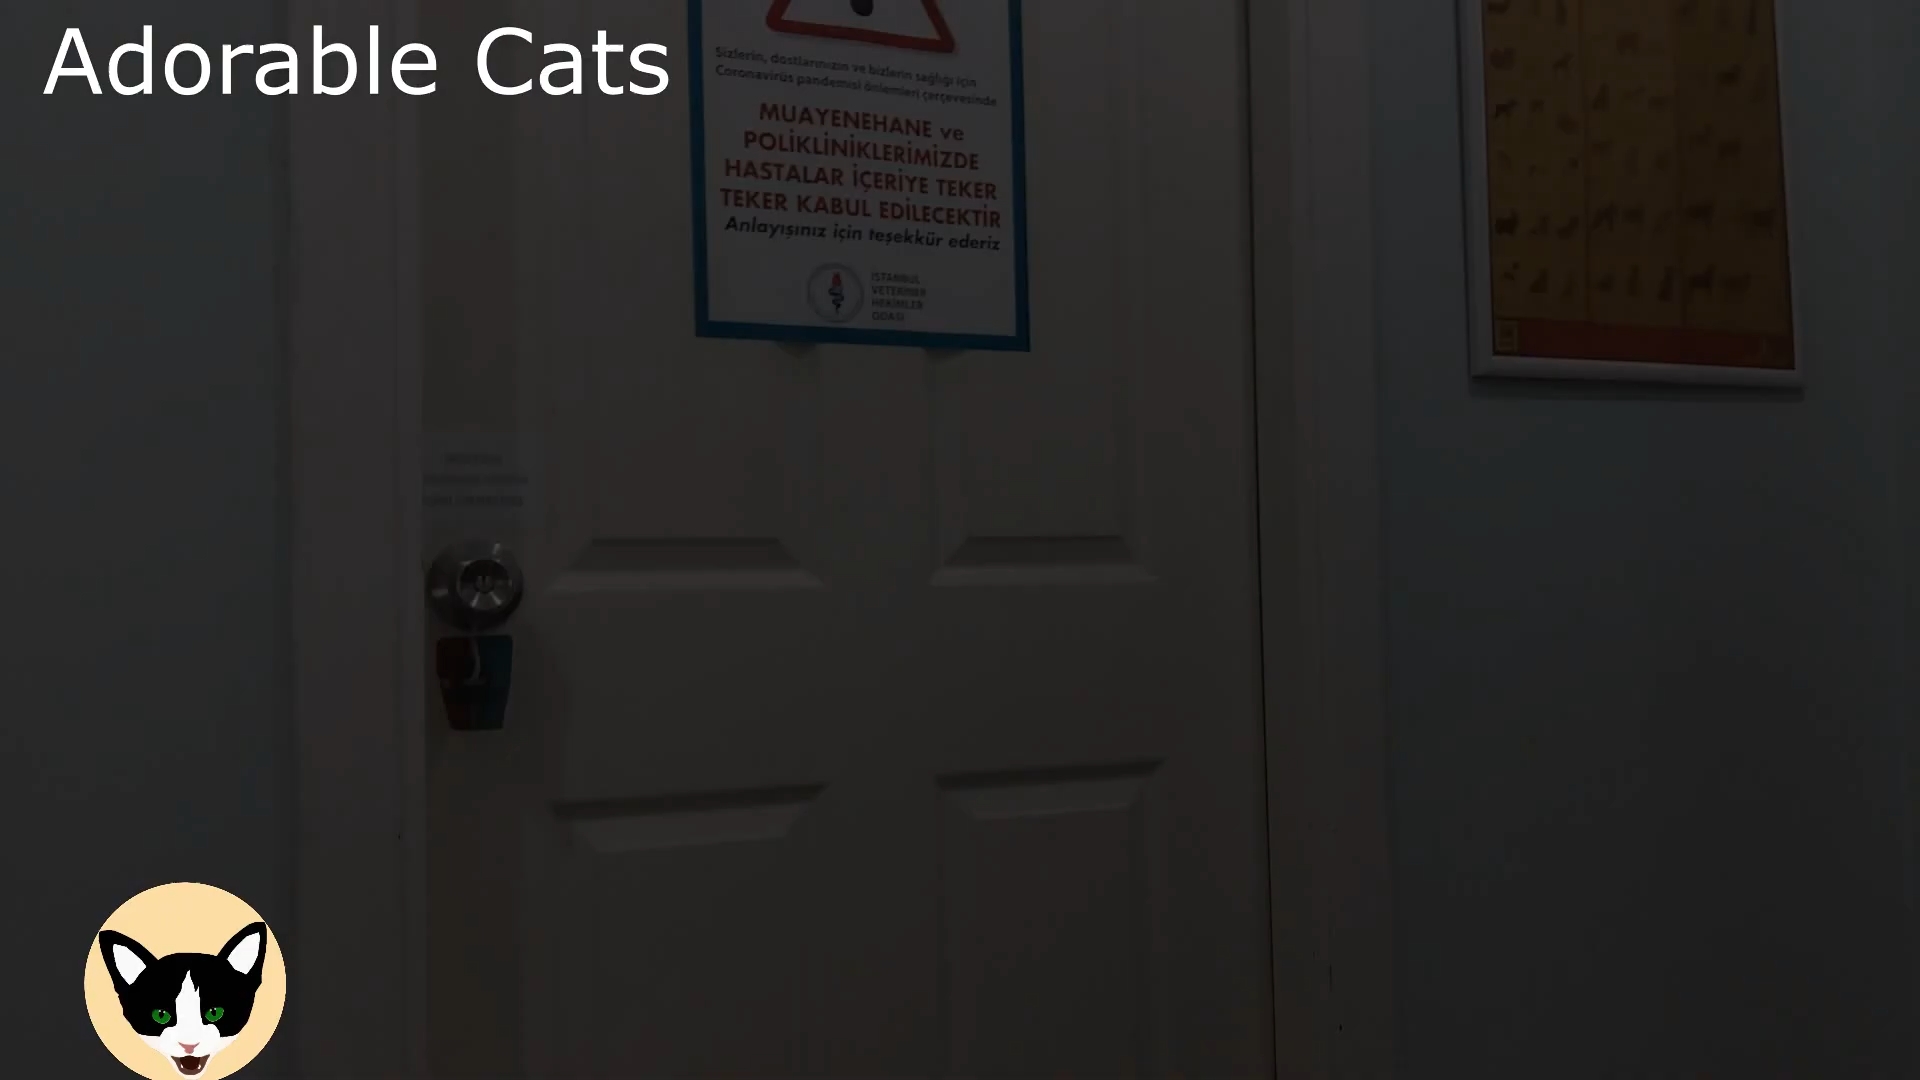 Adorable Cats
Sizlerin, dostlarınızın ve bizlerin sağlığı için
Coronavirüs pandemisi önlemleri çerçevesinde
MUAYENEHANE ve
POLİKLİNİKLERİMİZDE
HASTALAR İÇERİYE TEKER
TEKER KABUL EDİLECEKTİR
Anlayışınız için teşekkür ederiz
İSTANBUL
VETERİNER
HEKİMLER
ODASI